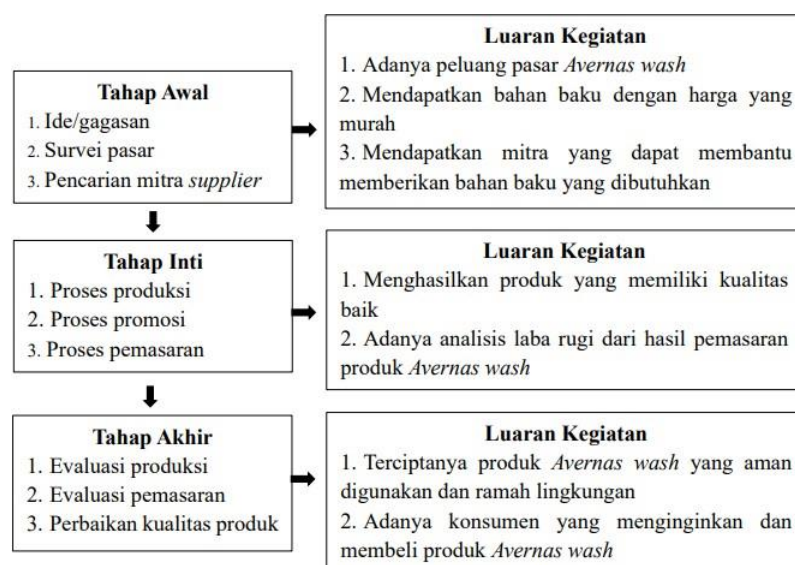 Tahap Awal
1. Ide/gagasan
2. Survei pasar
3. Pencarian mitra supplier
Luaran Kegiatan
1. Adanya peluang pasar Avernas wash
2. Mendapatkan bahan baku dengan harga yang
murah
3. Mendapatkan mitra yang dapat membantu
memberikan bahan baku yang dibutuhkan
Tahap Inti
1. Proses produksi
2. Proses promosi
3. Proses pemasaran
Luaran Kegiatan
1. Menghasilkan produk yang memiliki kualitas
baik
2. Adanya analisis laba rugi dari hasil pemasaran
produk Avernas wash
Tahap Akhir
1. Evaluasi produksi
2. Evaluasi pemasaran
3. Perbaikan kualitas produk
Luaran Kegiatan
1. Terciptanya produk Avernas wash yang aman
digunakan dan ramah lingkungan
2. Adanya konsumen yang menginginkan dan
membeli produk Avernas wash